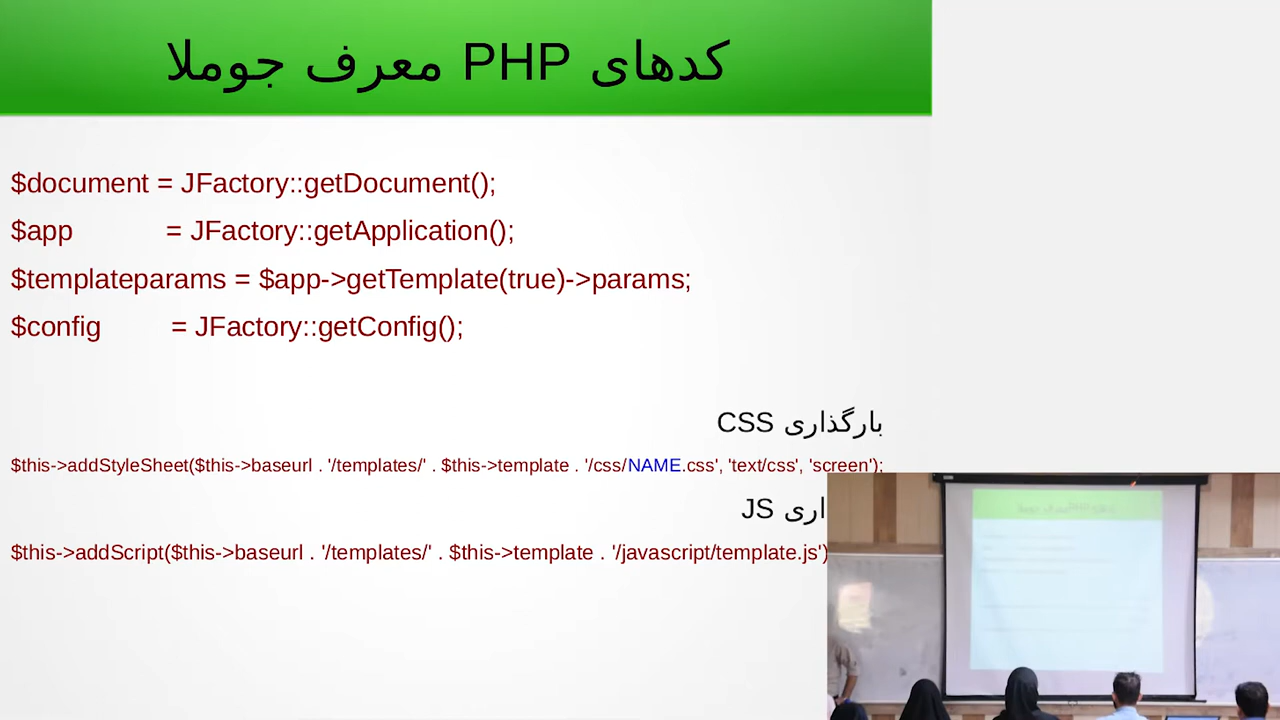 کدهای PHP معرف جوملا
$document = JFactory::getDocument();
$app = JFactory::getApplication();
$templateparams = $app->getTemplate(true)->params;
$config = JFactory::getConfig();
بارگذاری CSS
$this->addStyleSheet($this->baseurl . '/templates/' . $this->template . '/css/NAME.css', 'text/css', 'screen');
اری JS
$this->addScript($this->baseurl . '/templates/' . $this->template . '/javascript/template.js')